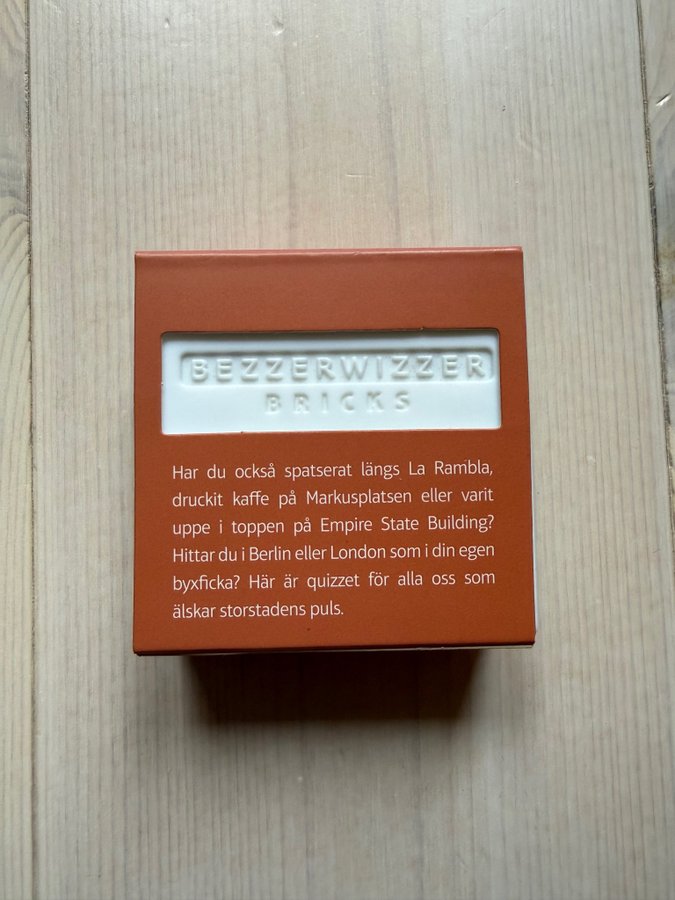 BEZZERWIZZER
BRICKS
Har du också spatserat längs La Rambla,
druckit kaffe på Markusplatsen eller varit
uppe i toppen på Empire State Building?
Hittar du i Berlin eller London som i din egen
byxficka? Här är quizzet för alla oss som
älskar storstadens puls.